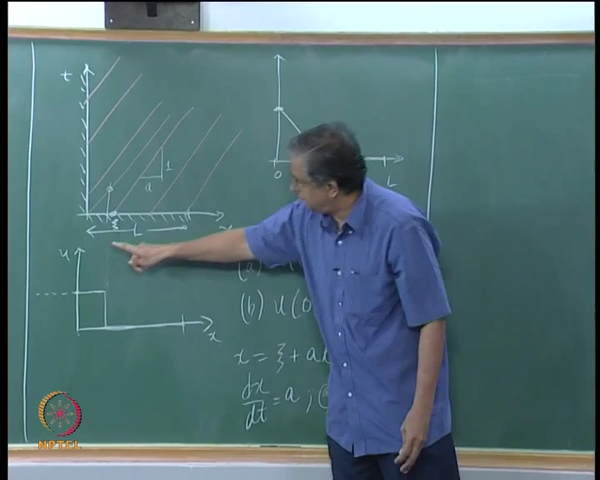 t
1
a
ξ
L
x
u
x
0
L
(a)
(b) u(0
x = ξ + a
dx/dt = a ; 
NPTEL